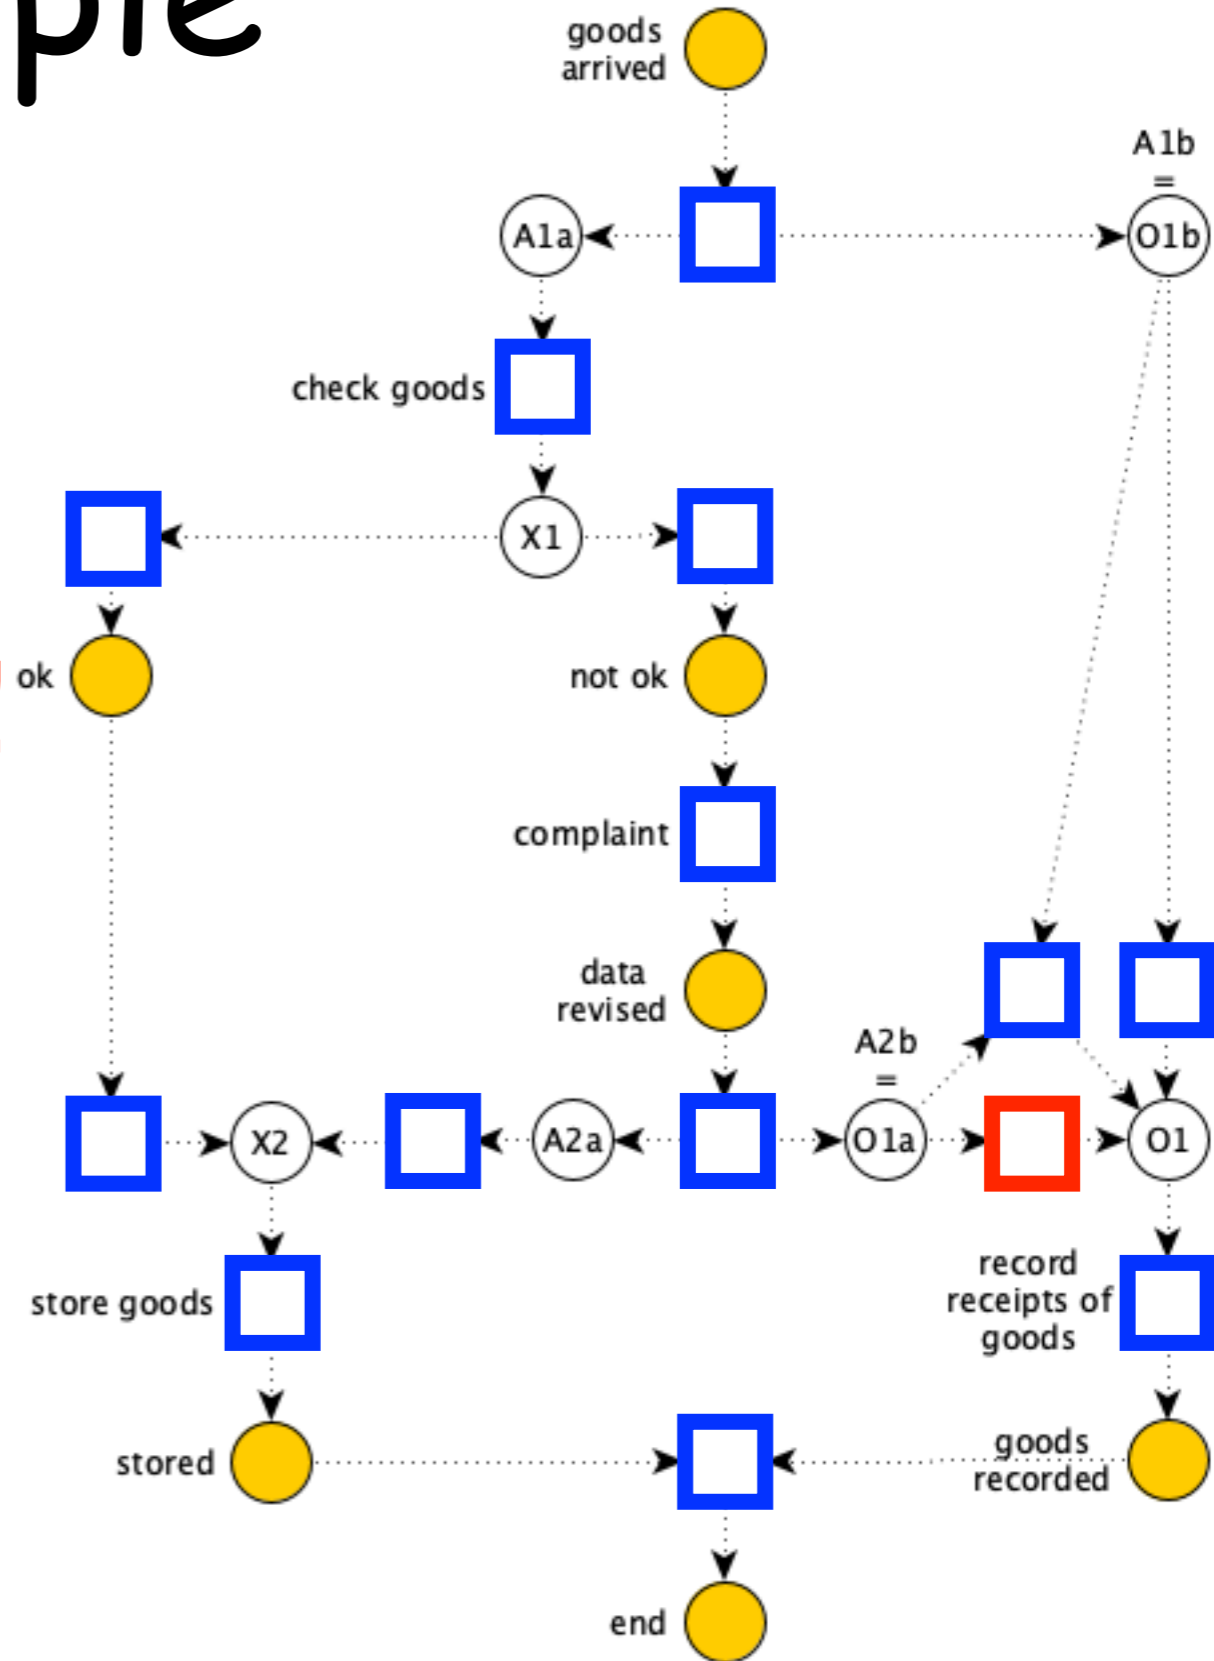 ple
goods
arrived
A1b
=
A1a
O1b
check goods
X1
ok
not ok
complaint
data
revised
A2b
=
X2
A2a
O1a
O1
store goods
record
receipts of
goods
stored
goods
recorded
end